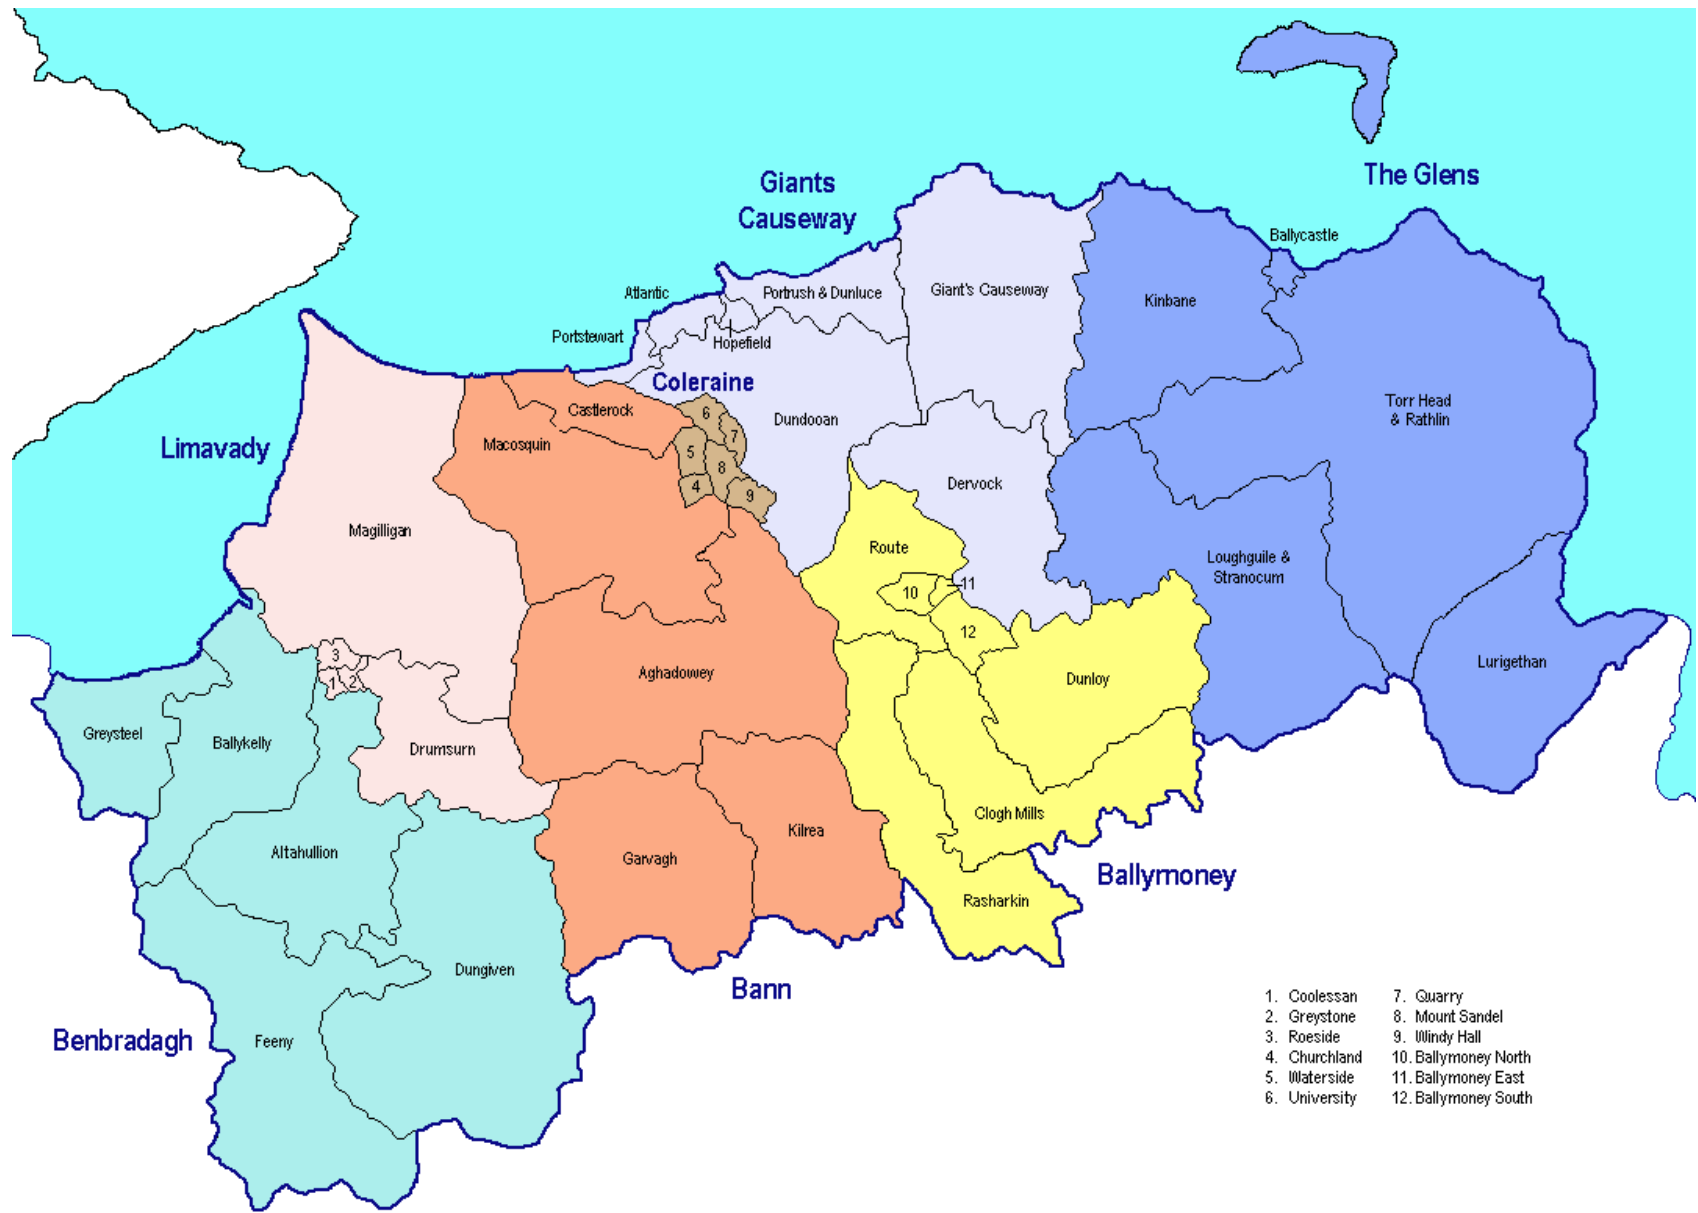 The Glens
Giants
Causeway
Ballycastle
Atlantic
Portrush & Dunluce
Giant's Causeway
Kinbane
Portstewart
Hopefield
Coleraine
Torr Head
& Rathlin
Castlerock
6
7
Dundooan
Limavady
Macosquin
5
8
4
9
Dervock
Magilligan
Route
Loughguile &
Stranocum
10
11
12
3
1
2
Aghadowey
Dunloy
Lurigethan
Greysteel
Ballykelly
Drumsurn
Clogh Mills
Kilrea
Altahullion
Garvagh
Ballymoney
Rasharkin
Dungiven
Bann
Benbradagh
Feeny
1. Coolessan
2. Greystone
3. Roeside
4. Churchland
5. Waterside
6. University
7. Quarry
8. Mount Sandel
9. Windy Hall
10. Ballymoney North
11. Ballymoney East
12. Ballymoney South